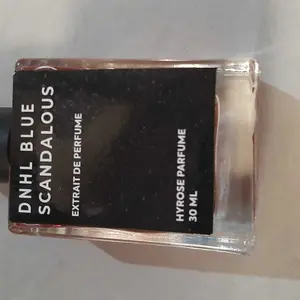 DNHL BLUE
SCANDALOUS
EXTRAIT DE PERFUME
HYROSE PARFUME
30 ML